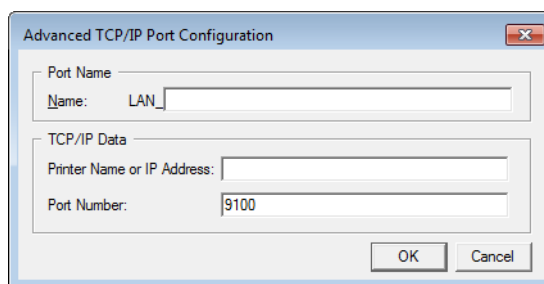 Advanced TCP/IP Port Configuration
Port Name
Name: LAN_
TCP/IP Data
Printer Name or IP Address:
Port Number: 9100
OK Cancel